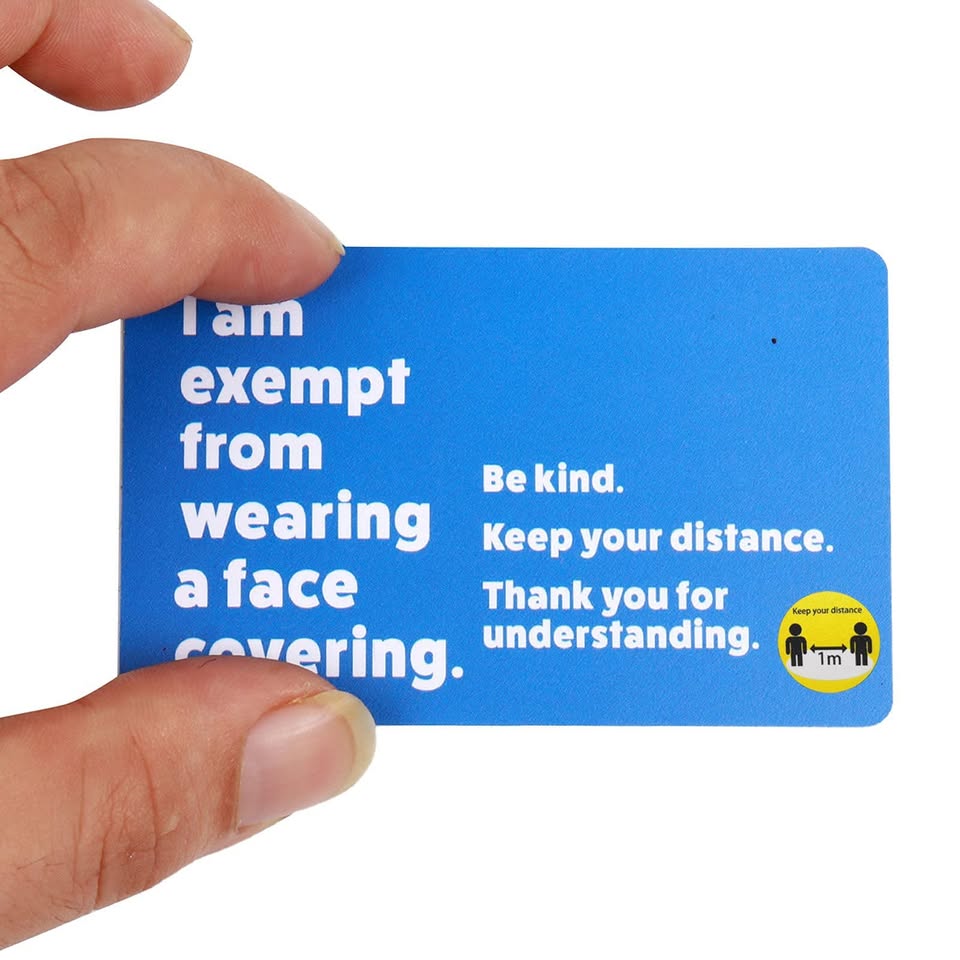 I am
exempt
from
wearing
a face
covering.
Be kind.
Keep your distance.
Thank you for
understanding.
Keep your distance
1m